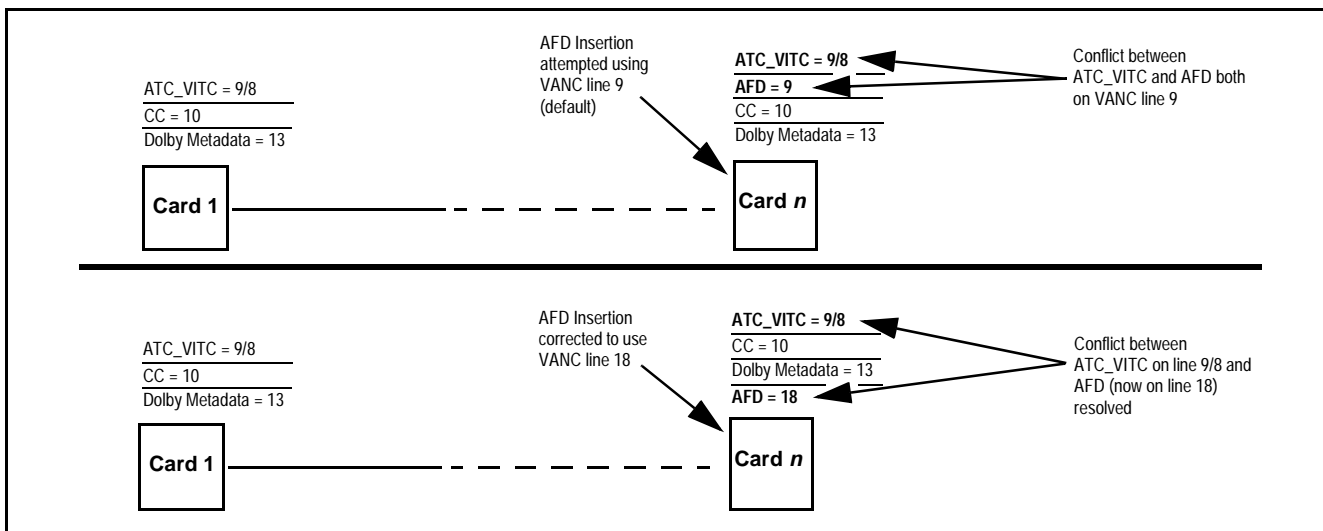 ATC_VITC = 9/8
CC = 10
Dolby Metadata = 13
Card 1
AFD Insertion
attempted using
VANC line 9
(default)
ATC_VITC = 9/8
AFD = 9
CC = 10
Dolby Metadata = 13
Card n
Conflict between
ATC_VITC and AFD both
on VANC line 9
ATC_VITC = 9/8
CC = 10
Dolby Metadata = 13
Card 1
AFD Insertion
corrected to use
VANC line 18
ATC_VITC = 9/8
CC = 10
Dolby Metadata = 13
AFD = 18
Card n
Conflict between
ATC_VITC on line 9/8 and
AFD (now on line 18)
resolved